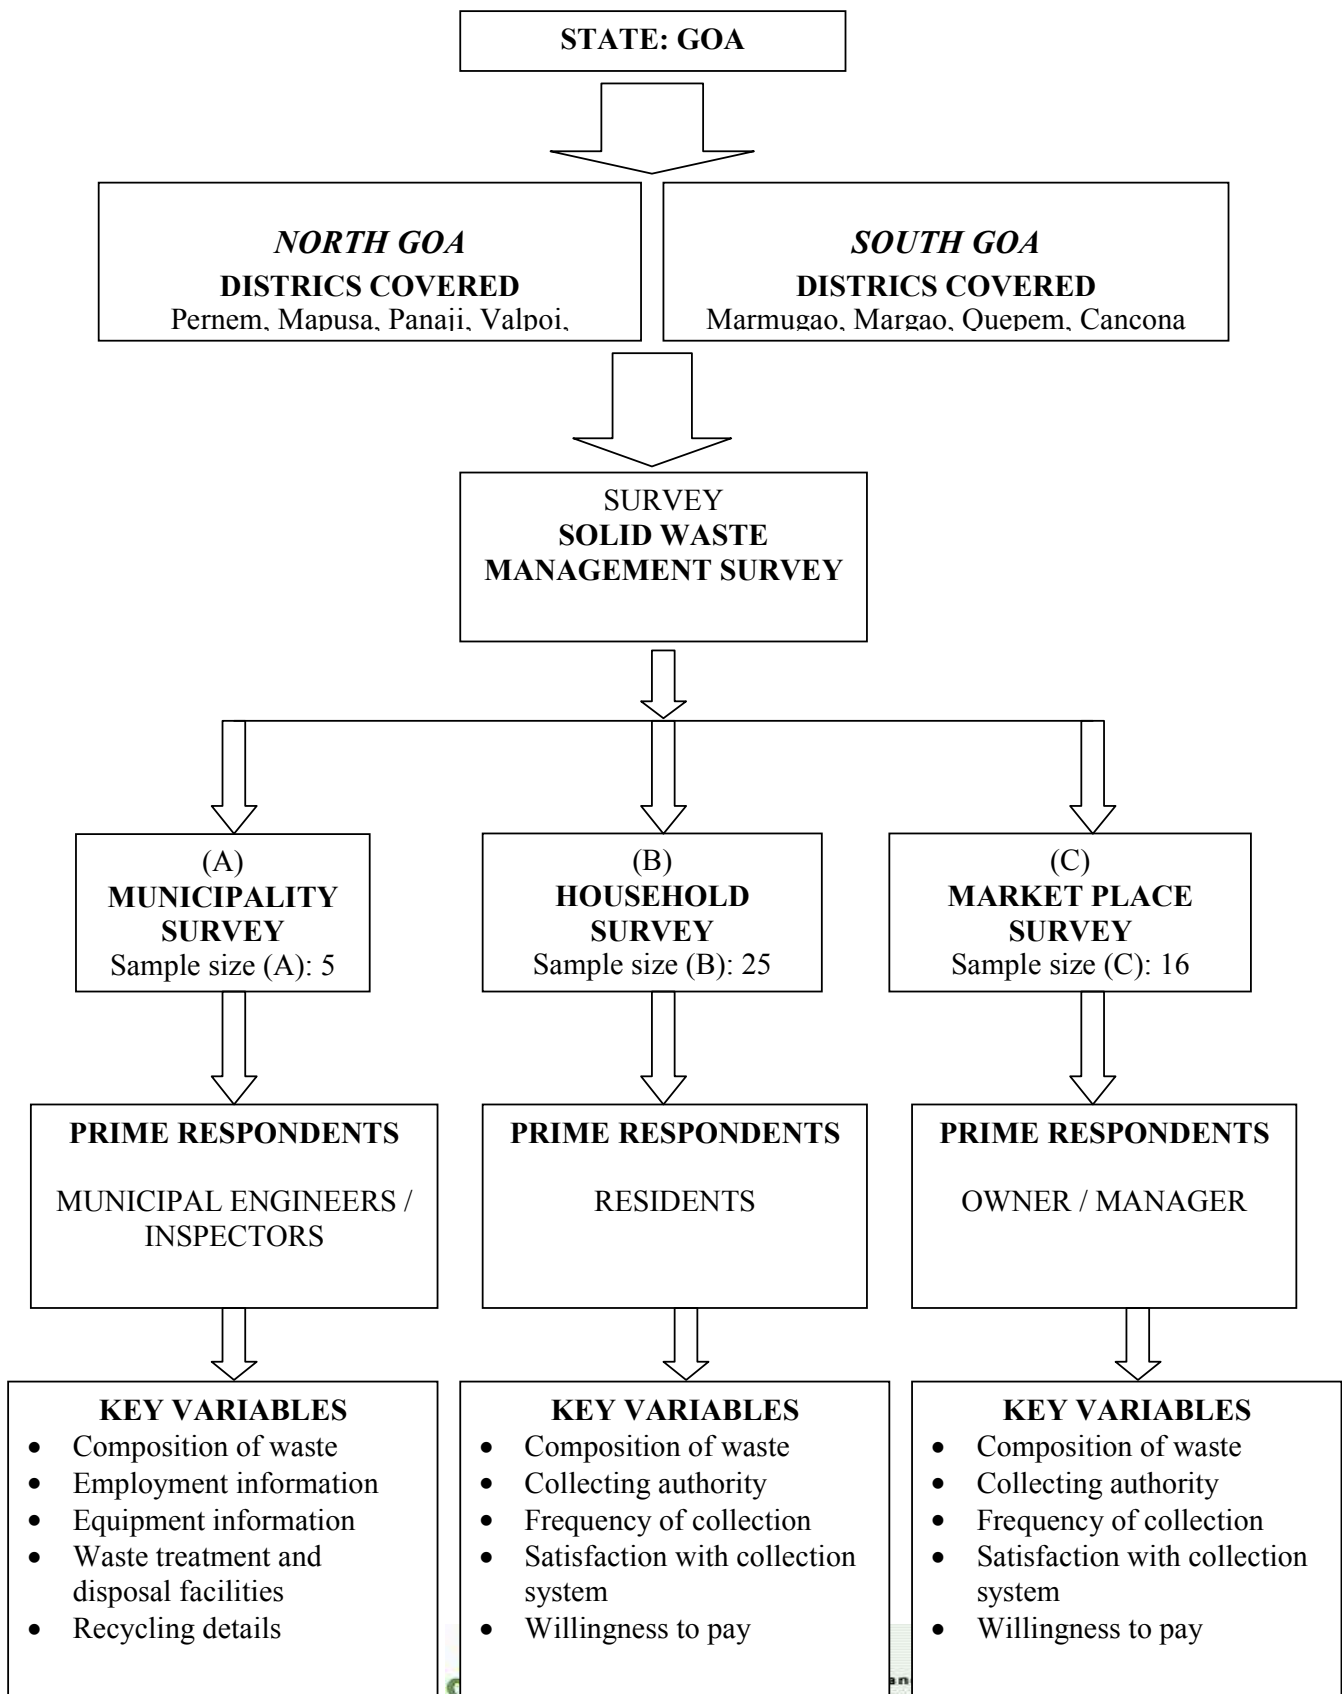 STATE: GOA
NORTH GOA
DISTRICS COVERED
Pernem, Mapusa, Panaji, Valpoi,
SOUTH GOA
DISTRICS COVERED
Marmugao, Margao, Quepem, Cancona
SURVEY
SOLID WASTE
MANAGEMENT SURVEY
(A)
MUNICIPALITY
SURVEY
Sample size (A): 5
(B)
HOUSEHOLD
SURVEY
Sample size (B): 25
(C)
MARKET PLACE
SURVEY
Sample size (C): 16
PRIME RESPONDENTS
MUNICIPAL ENGINEERS /
INSPECTORS
PRIME RESPONDENTS
RESIDENTS
PRIME RESPONDENTS
OWNER / MANAGER
KEY VARIABLES
• Composition of waste
• Employment information
• Equipment information
• Waste treatment and
disposal facilities
• Recycling details
KEY VARIABLES
• Composition of waste
• Collecting authority
• Frequency of collection
• Satisfaction with collection
system
• Willingness to pay
KEY VARIABLES
• Composition of waste
• Collecting authority
• Frequency of collection
• Satisfaction with collection
system
• Willingness to pay